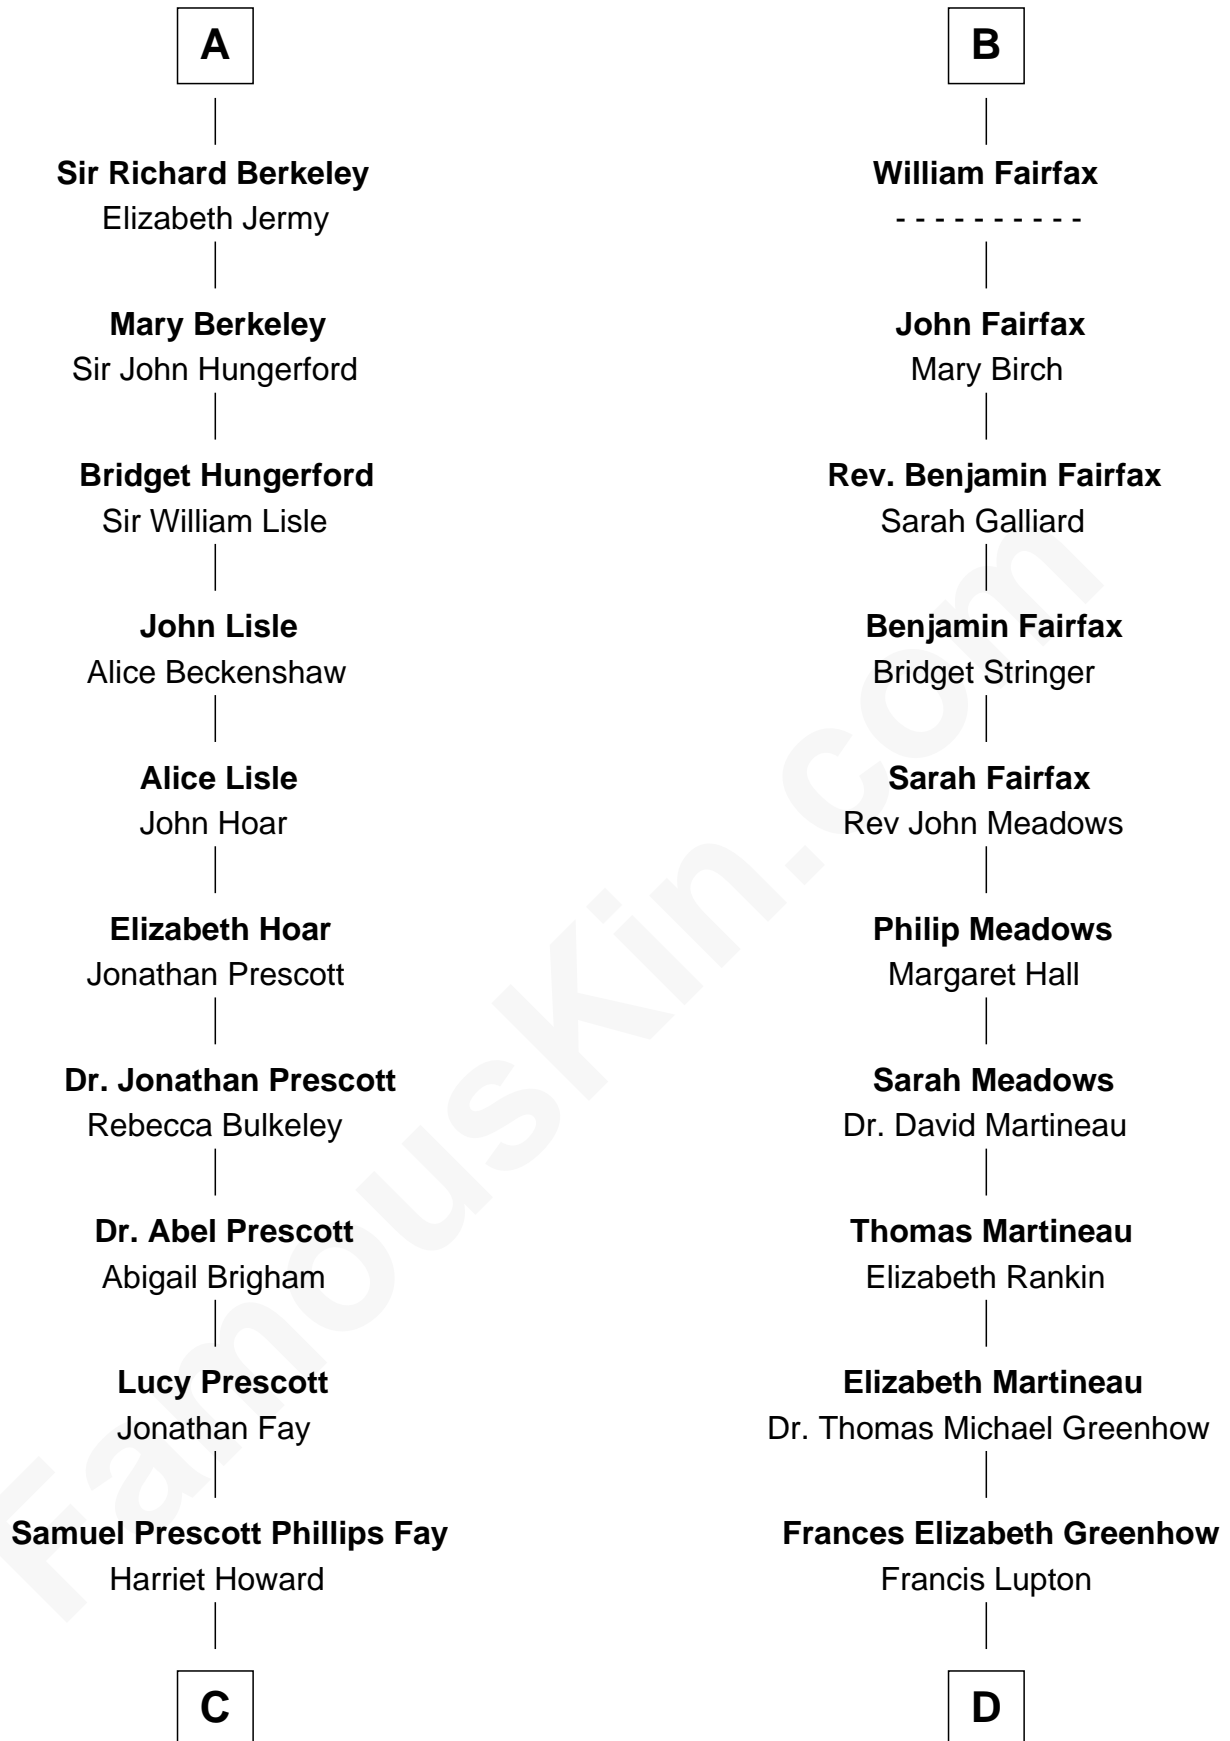 A
Sir Richard Berkeley
Elizabeth Jermy
Mary Berkeley
Sir John Hungerford
Bridget Hungerford
Sir William Lisle
John Lisle
Alice Beckenshaw
Alice Lisle
John Hoar
Elizabeth Hoar
Jonathan Prescott
Dr. Jonathan Prescott
Rebecca Bulkeley
Dr. Abel Prescott
Abigail Brigham
Lucy Prescott
Jonathan Fay
Samuel Prescott Phillips Fay
Harriet Howard
C
B
William Fairfax
- - - - - - - - - -
John Fairfax
Mary Birch
Rev. Benjamin Fairfax
Sarah Galliard
Benjamin Fairfax
Bridget Stringer
Sarah Fairfax
Rev John Meadows
Philip Meadows
Margaret Hall
Sarah Meadows
Dr. David Martineau
Thomas Martineau
Elizabeth Rankin
Elizabeth Martineau
Dr. Thomas Michael Greenhow
Frances Elizabeth Greenhow
Francis Lupton
D
FamousKin.com